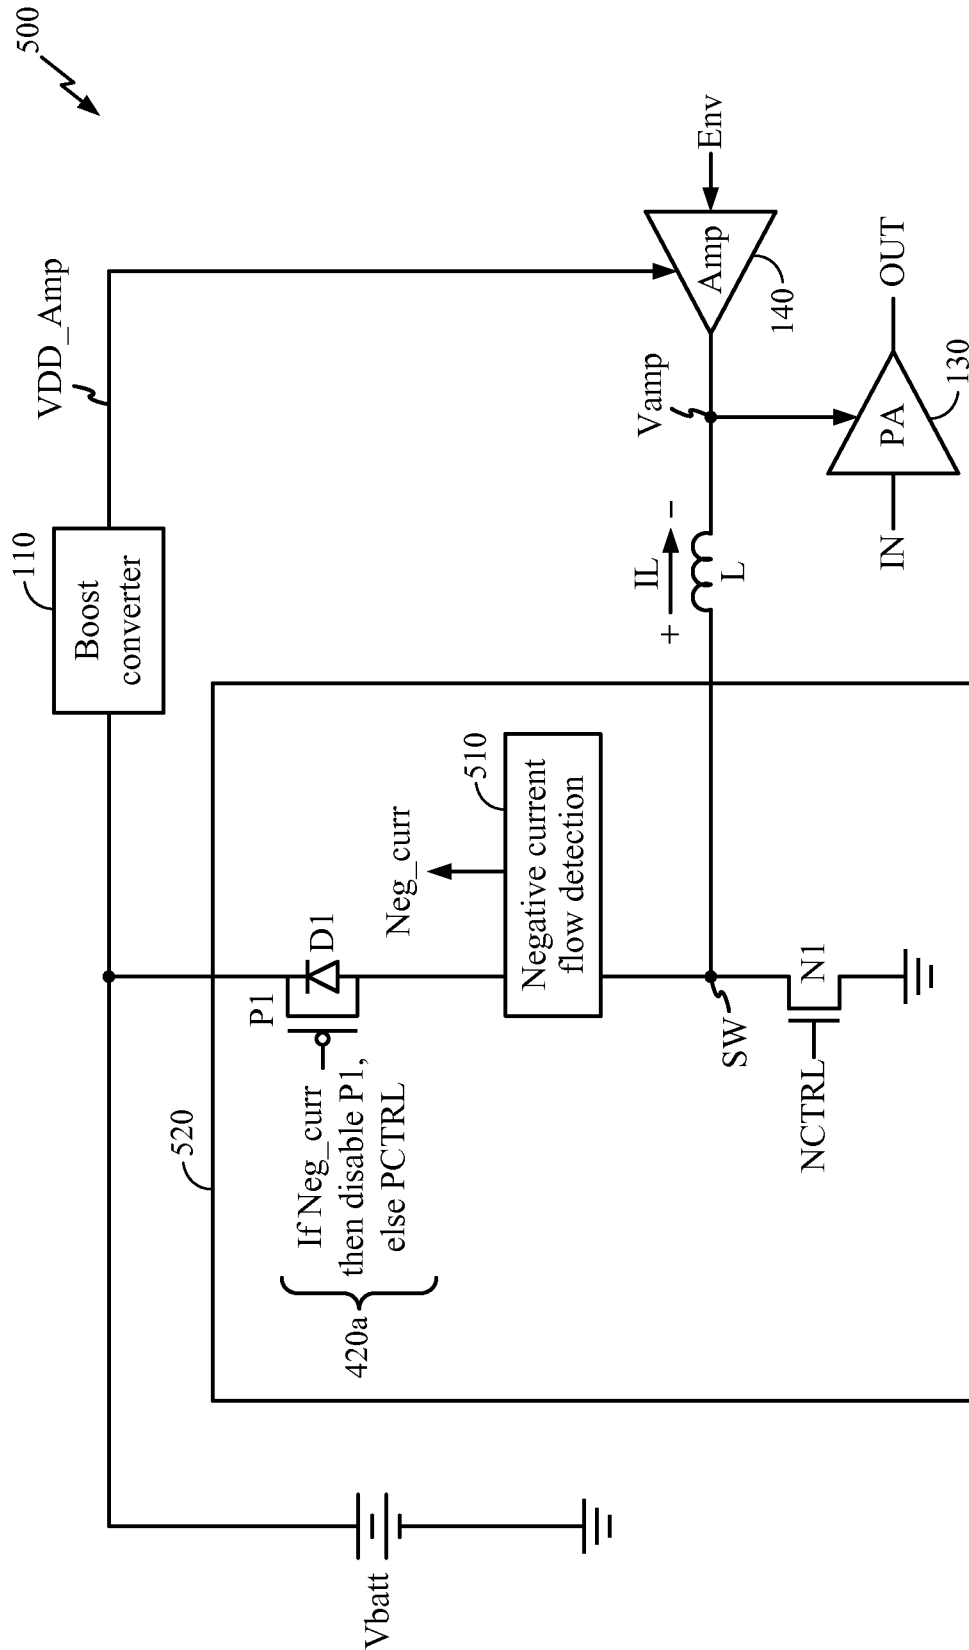 500
VDD_Amp
110
Boost
converter
520
P1
D1
If Neg_curr
then disable P1,
else PCTRL
420a
Neg_curr
510
Negative current
flow detection
Vbatt
SW
NCTRL
N1
+
IL
-
L
Vamp
Amp
140
Env
IN
PA
130
OUT